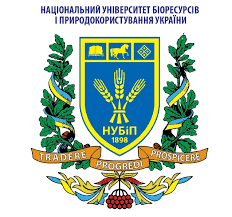 НАЦІОНАЛЬНИЙ УНІВЕРСИТЕТ БІОРЕСУРСІВ
І ПРИРОДОКОРИСТУВАННЯ УКРАЇНИ
НУБіП
1898
TRADERE PROGREDI PROSPICERE